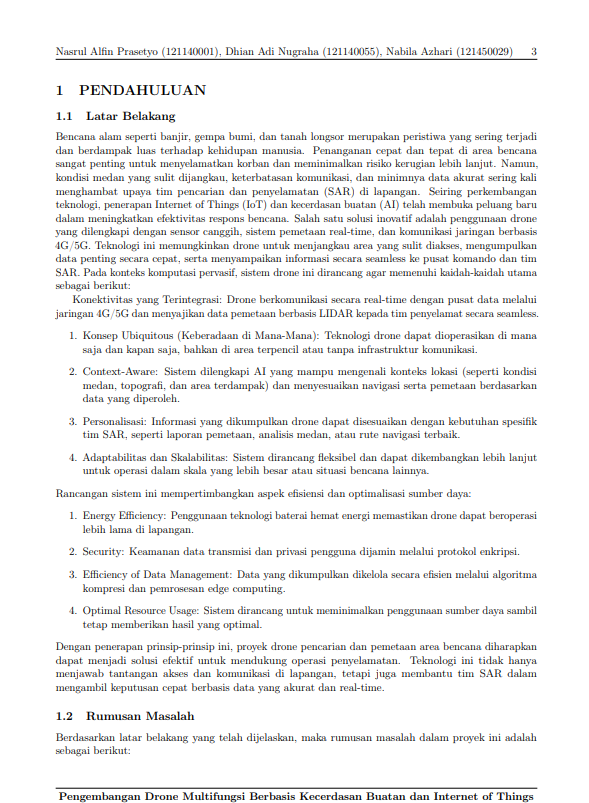 Nasrul Alfin Prasetyo (121140001), Dhian Adi Nugraha (121140055), Nabila Azhari (121450029) 3
1 PENDAHULUAN
1.1 Latar Belakang
Bencana alam seperti banjir, gempa bumi, dan tanah longsor merupakan peristiwa yang sering terjadi
dan berdampak luas terhadap kehidupan manusia. Penanganan cepat dan tepat di area bencana
sangat penting untuk menyelamatkan korban dan meminimalkan risiko kerugian lebih lanjut. Namun,
kondisi medan yang sulit dijangkau, keterbatasan komunikasi, dan minimnya data akurat sering kali
menghambat upaya tim pencarian dan penyelamatan (SAR) di lapangan. Seiring perkembangan
teknologi, penerapan Internet of Things (IoT) dan kecerdasan buatan (AI) telah membuka peluang baru
dalam meningkatkan efektivitas respons bencana. Salah satu solusi inovatif adalah penggunaan drone
yang dilengkapi dengan sensor canggih, sistem pemetaan real-time, dan komunikasi jaringan berbasis
4G/5G. Teknologi ini memungkinkan drone untuk menjangkau area yang sulit diakses, mengumpulkan
data penting secara cepat, serta menyampaikan informasi secara seamless ke pusat komando dan tim
SAR. Pada konteks komputasi pervasif, sistem drone ini dirancang agar memenuhi kaidah-kaidah utama
sebagai berikut:
Konektivitas yang Terintegrasi: Drone berkomunikasi secara real-time dengan pusat data melalui
jaringan 4G/5G dan menyajikan data pemetaan berbasis LIDAR kepada tim penyelamat secara seamless.
1. Konsep Ubiquitous (Keberadaan di Mana-Mana): Teknologi drone dapat dioperasikan di mana
saja dan kapan saja, bahkan di area terpencil atau tanpa infrastruktur komunikasi.
2. Context-Aware: Sistem dilengkapi AI yang mampu mengenali konteks lokasi (seperti kondisi
medan, topografi, dan area terdampak) dan menyesuaikan navigasi serta pemetaan berdasarkan
data yang diperoleh.
3. Personalisasi: Informasi yang dikumpulkan drone dapat disesuaikan dengan kebutuhan spesifik
tim SAR, seperti laporan pemetaan, analisis medan, atau rute navigasi terbaik.
4. Adaptabilitas dan Skalabilitas: Sistem dirancang fleksibel dan dapat dikembangkan lebih lanjut
untuk operasi dalam skala yang lebih besar atau situasi bencana lainnya.
Rancangan sistem ini mempertimbangkan aspek efisiensi dan optimalisasi sumber daya:
1. Energy Efficiency: Penggunaan teknologi baterai hemat energi memastikan drone dapat beroperasi
lebih lama di lapangan.
2. Security: Keamanan data transmisi dan privasi pengguna dijamin melalui protokol enkripsi.
3. Efficiency of Data Management: Data yang dikumpulkan dikelola secara efisien melalui algoritma
kompresi dan pemrosesan edge computing.
4. Optimal Resource Usage: Sistem dirancang untuk meminimalkan penggunaan sumber daya sambil
tetap memberikan hasil yang optimal.
Dengan penerapan prinsip-prinsip ini, proyek drone pencarian dan pemetaan area bencana diharapkan
dapat menjadi solusi efektif untuk mendukung operasi penyelamatan. Teknologi ini tidak hanya
menjawab tantangan akses dan komunikasi di lapangan, tetapi juga membantu tim SAR dalam
mengambil keputusan cepat berbasis data yang akurat dan real-time.
1.2 Rumusan Masalah
Berdasarkan latar belakang yang telah dijelaskan, maka rumusan masalah dalam proyek ini adalah
sebagai berikut:
Pengembangan Drone Multifungsi Berbasis Kecerdasan Buatan dan Internet of Things